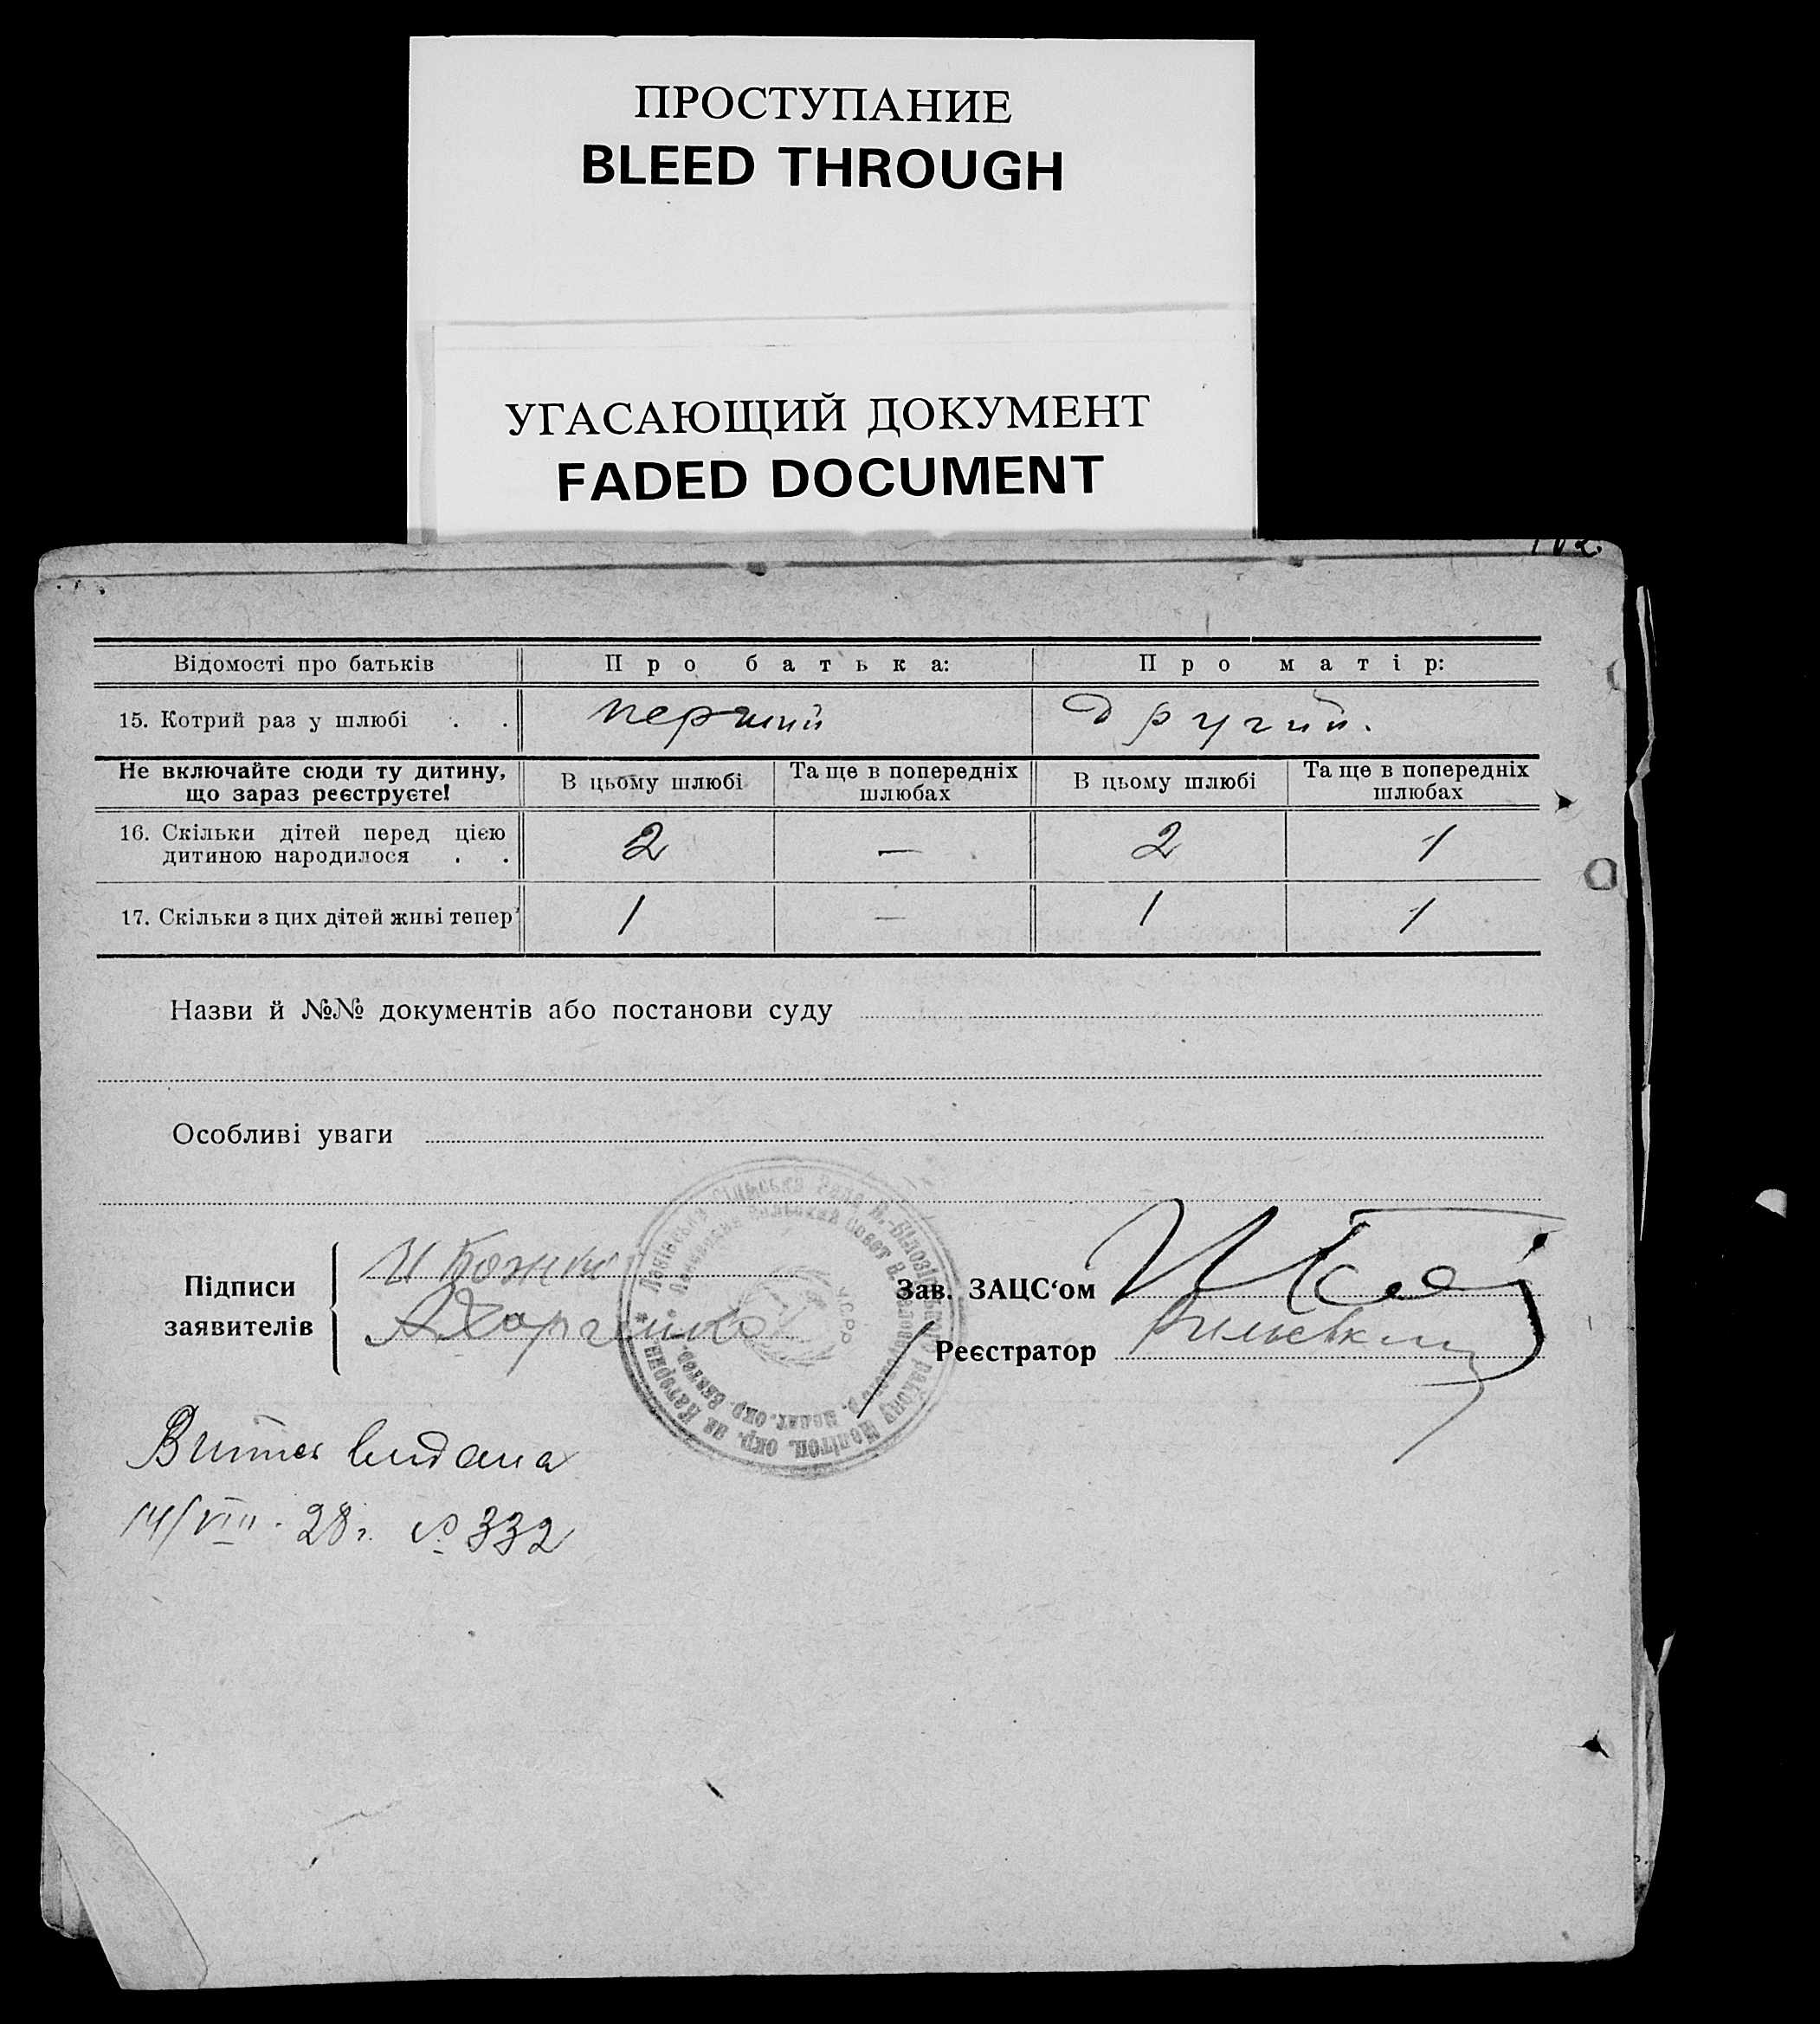 ПРОСТУПАНИЕ
BLEED THROUGH
УГАСАЮЩИЙ ДОКУМЕНТ
FADED DOCUMENT
Відомості про батьків Про батька: Про матір:
15. Котрий раз у шлюбі . . перший другий.
Не включайте сюди ту дитину,
що зараз реєструєте!
В цьому шлюбі
Та ще в попередніх
шлюбах
В цьому шлюбі
Та ще в попередніх
шлюбах
16. Скільки дітей перед цією
дитиною народилося . . 2 — 2 1
17. Скільки з цих дітей живі тепер 1 — 1 1
Назви й №№ документів або постанови суду
Особливі уваги
Підписи
заявителів
А Харченко
Зав. ЗАЦС‘ом
Реєстратор
видана
14/VIII. 28 г. № 332